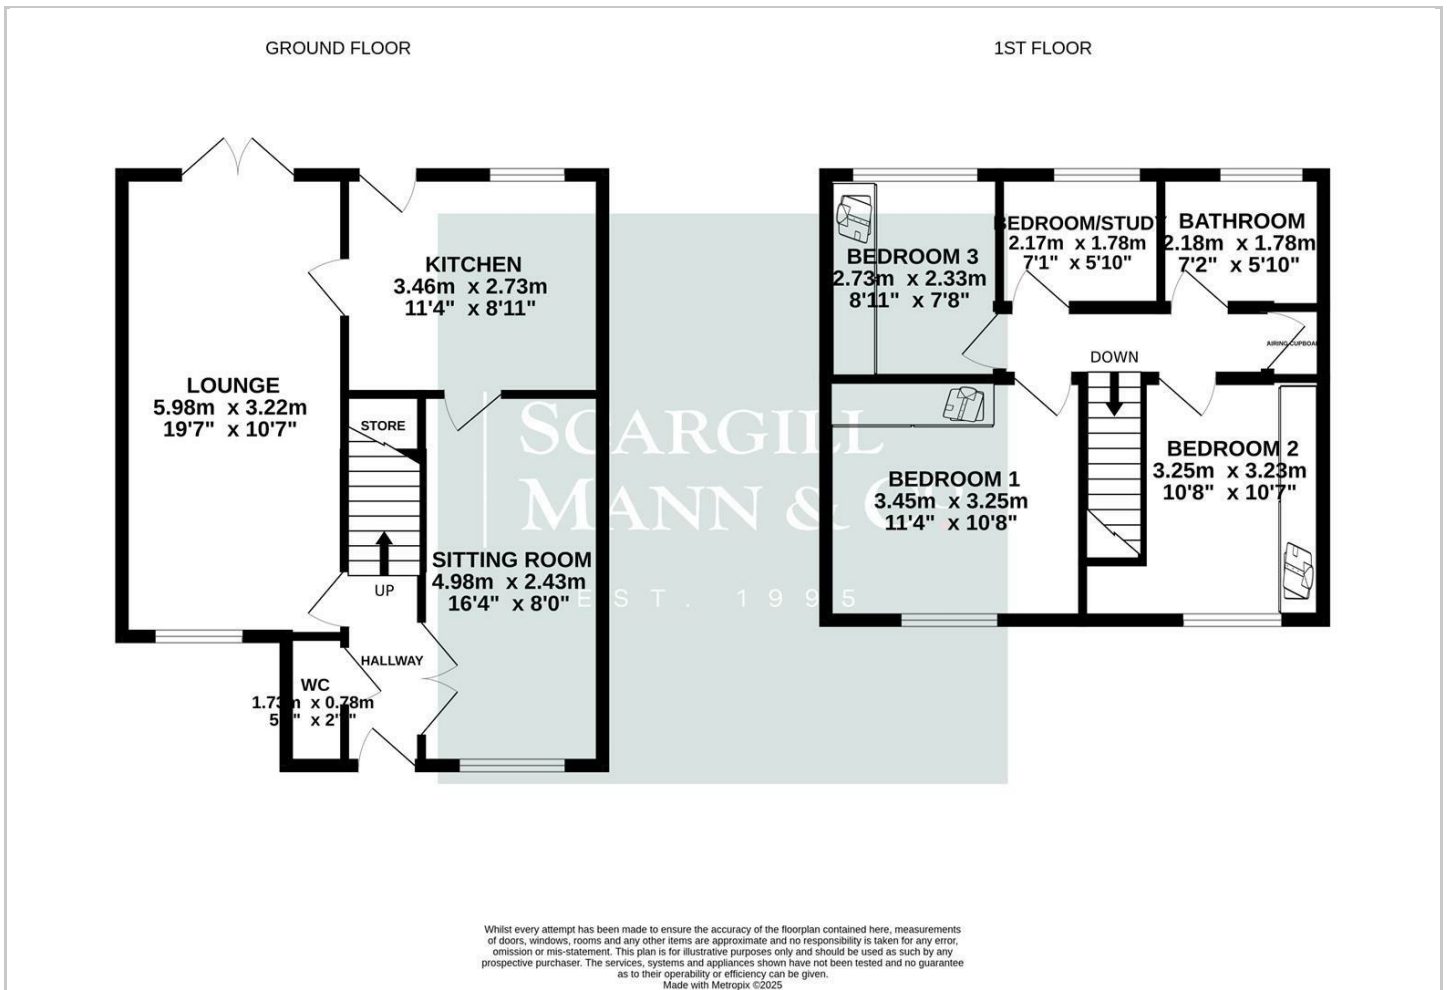 GROUND FLOOR
1ST FLOOR
LOUNGE
5.98m x 3.22m
19'7" x 10'7"
KITCHEN
3.46m x 2.73m
11'4" x 8'11"
STORE
UP
SITTING ROOM
4.98m x 2.43m
16'4" x 8'0"
HALLWAY
WC
1.73m x 0.78m
x
BEDROOM 3
2.73m x 2.33m
8'11" x 7'8"
BEDROOM/STUDY
2.17m x 1.78m
7'1" x 5'10"
BATHROOM
2.18m x 1.78m
7'2" x 5'10"
AIRING
DOWN
BEDROOM 1
3.45m x 3.25m
11'4" x 10'8"
BEDROOM 2
3.25m x 3.23m
10'8" x 10'7"
SCARGILL
MANN & Co.
EST. 1995
Whilst every attempt has been made to ensure the accuracy of the floorplan contained here, measurements
of doors, windows, rooms and any other items are approximate and no responsibility is taken for any error,
omission or mis-statement. This plan is for illustrative purposes only and should be used as such by any
prospective purchaser. The services, systems and appliances shown have not been tested and no guarantee
as to their operability or efficiency can be given.
Made with Metropix ©2025